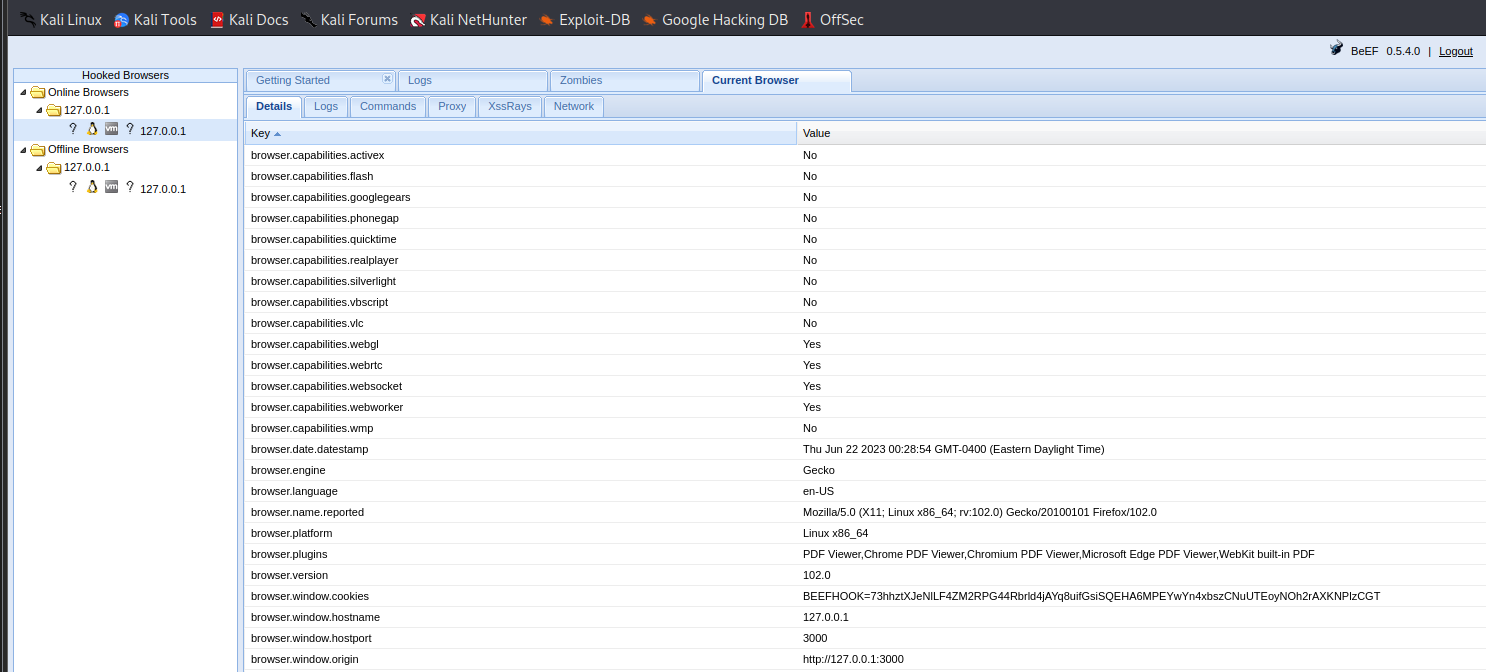 Kali Linux Kali Tools Kali Docs Kali Forums Kali NetHunter Exploit-DB Google Hacking DB OffSec
BeEF 0.5.4.0 | Logout
Hooked Browsers
Online Browsers
127.0.0.1
? vm ? 127.0.0.1
Offline Browsers
127.0.0.1
? vm ? 127.0.0.1
Getting Started Logs Zombies Current Browser
Details Logs Commands Proxy XssRays Network
Key Value
browser.capabilities.activex No
browser.capabilities.flash No
browser.capabilities.googlegears No
browser.capabilities.phonegap No
browser.capabilities.quicktime No
browser.capabilities.realplayer No
browser.capabilities.silverlight No
browser.capabilities.vbscript No
browser.capabilities.vlc No
browser.capabilities.webgl Yes
browser.capabilities.webrtc Yes
browser.capabilities.websocket Yes
browser.capabilities.webworker Yes
browser.capabilities.wmp No
browser.date.datestamp Thu Jun 22 2023 00:28:54 GMT-0400 (Eastern Daylight Time)
browser.engine Gecko
browser.language en-US
browser.name.reported Mozilla/5.0 (X11; Linux x86_64; rv:102.0) Gecko/20100101 Firefox/102.0
browser.platform Linux x86_64
browser.plugins PDF Viewer,Chrome PDF Viewer,Chromium PDF Viewer,Microsoft Edge PDF Viewer,WebKit built-in PDF
browser.version 102.0
browser.window.cookies BEEFHOOK=73hhztXJeNlLF4ZM2RPG44Rbrld4jAYq8uifGsiSQEHA6MPEYwYn4xbszCNuUTEoyNOh2rAXKNPlzCGT
browser.window.hostname 127.0.0.1
browser.window.hostport 3000
browser.window.origin http://127.0.0.1:3000